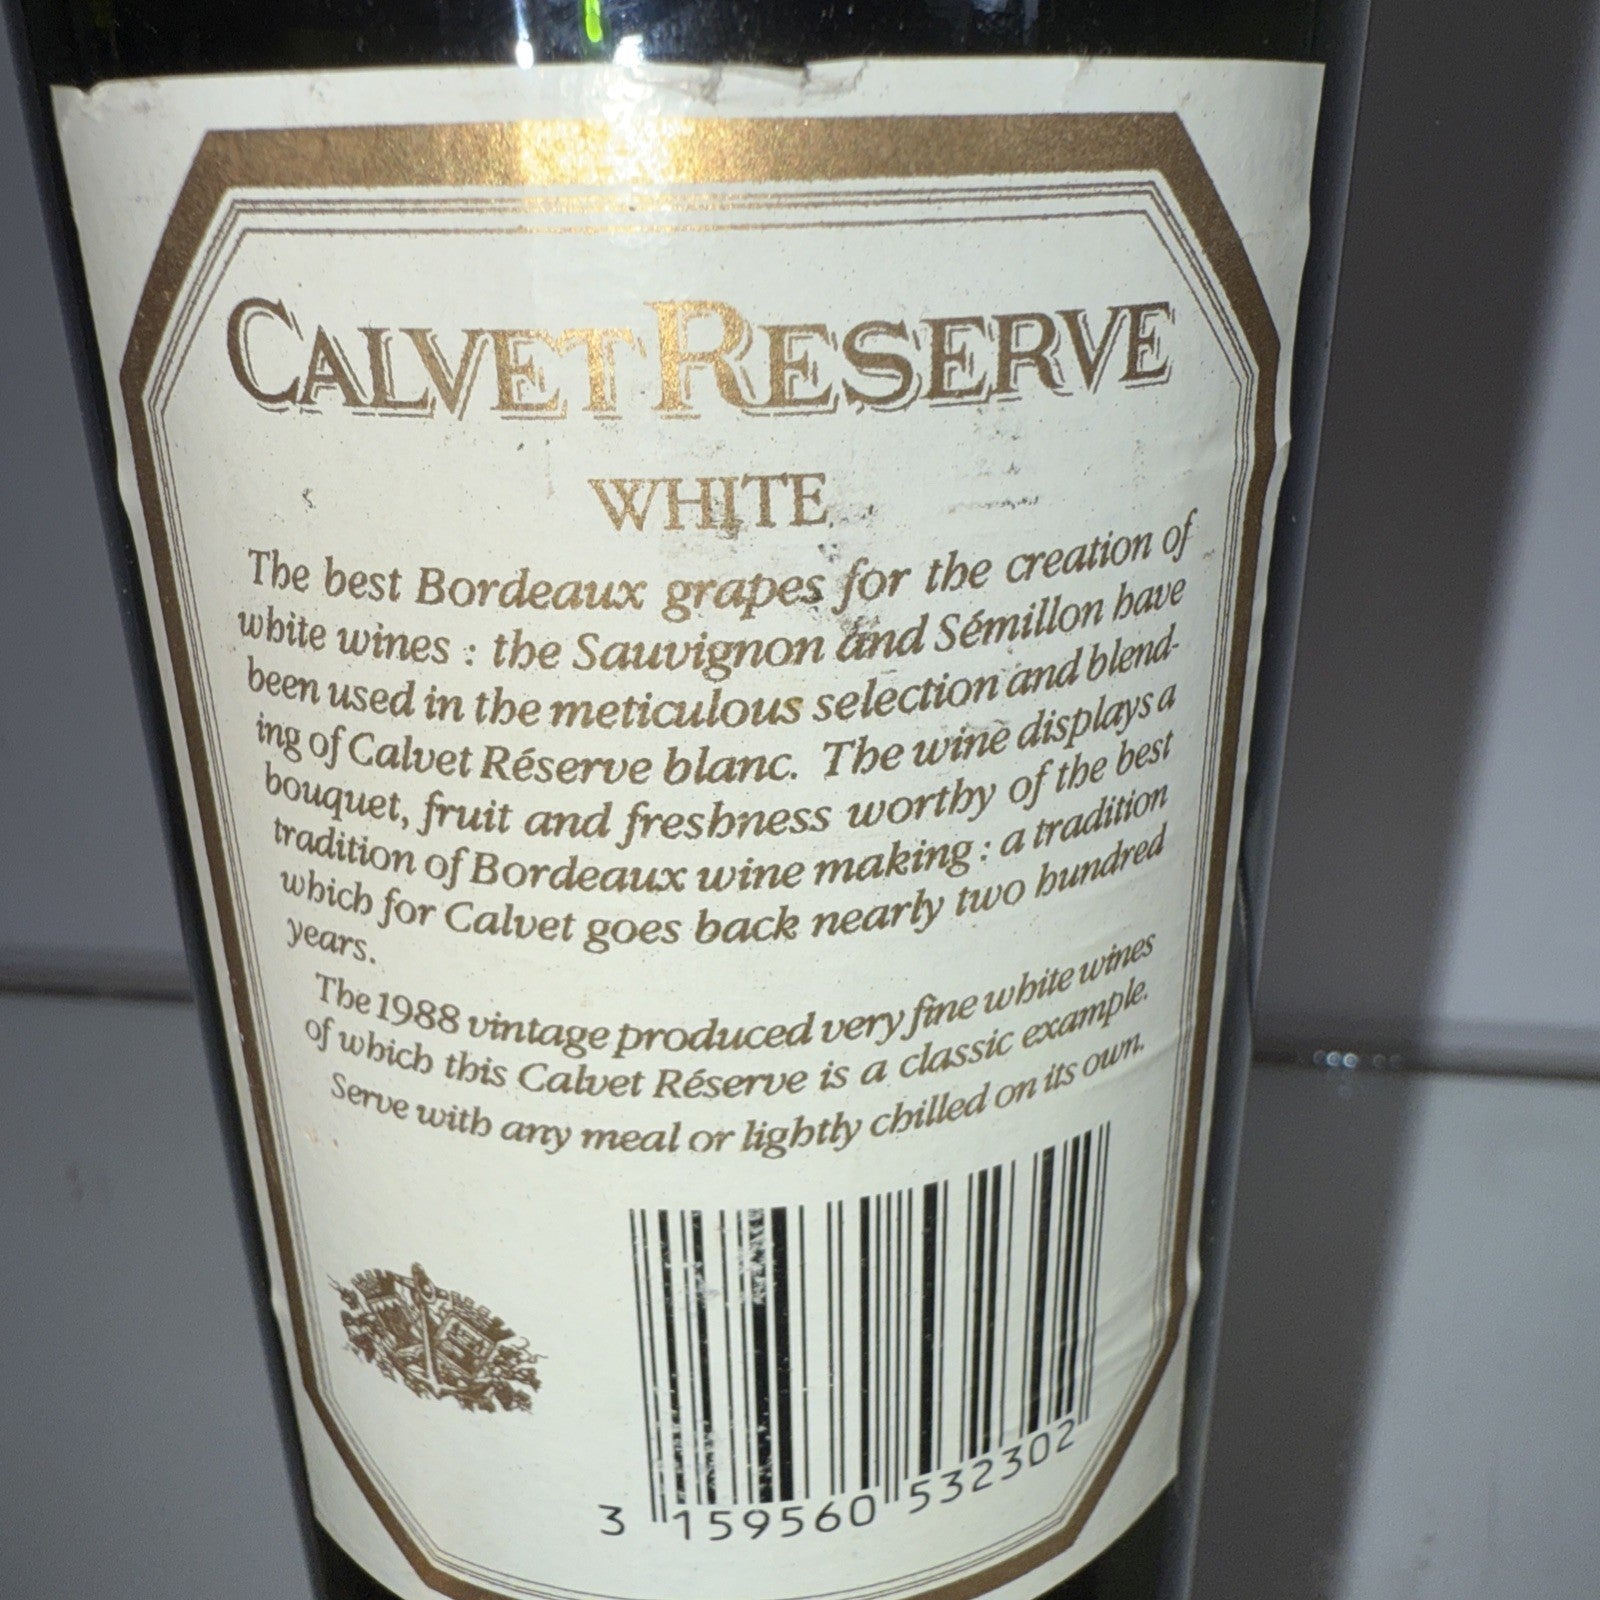 CALVET RESERVE
WHITE
The best Bordeaux grapes for the creation of
white wines : the Sauvignon and Sémillon have
been used in the meticulous selection and blend-
ing of Calvet Réserve blanc. The wine displays a
bouquet, fruit and freshness worthy of the best
tradition of Bordeaux wine making : a tradition
which for Calvet goes back nearly two hundred
years.
The 1988 vintage produced very fine white wines
of which this Calvet Réserve is a classic example.
Serve with any meal or lightly chilled on its own.
3 159560 532302